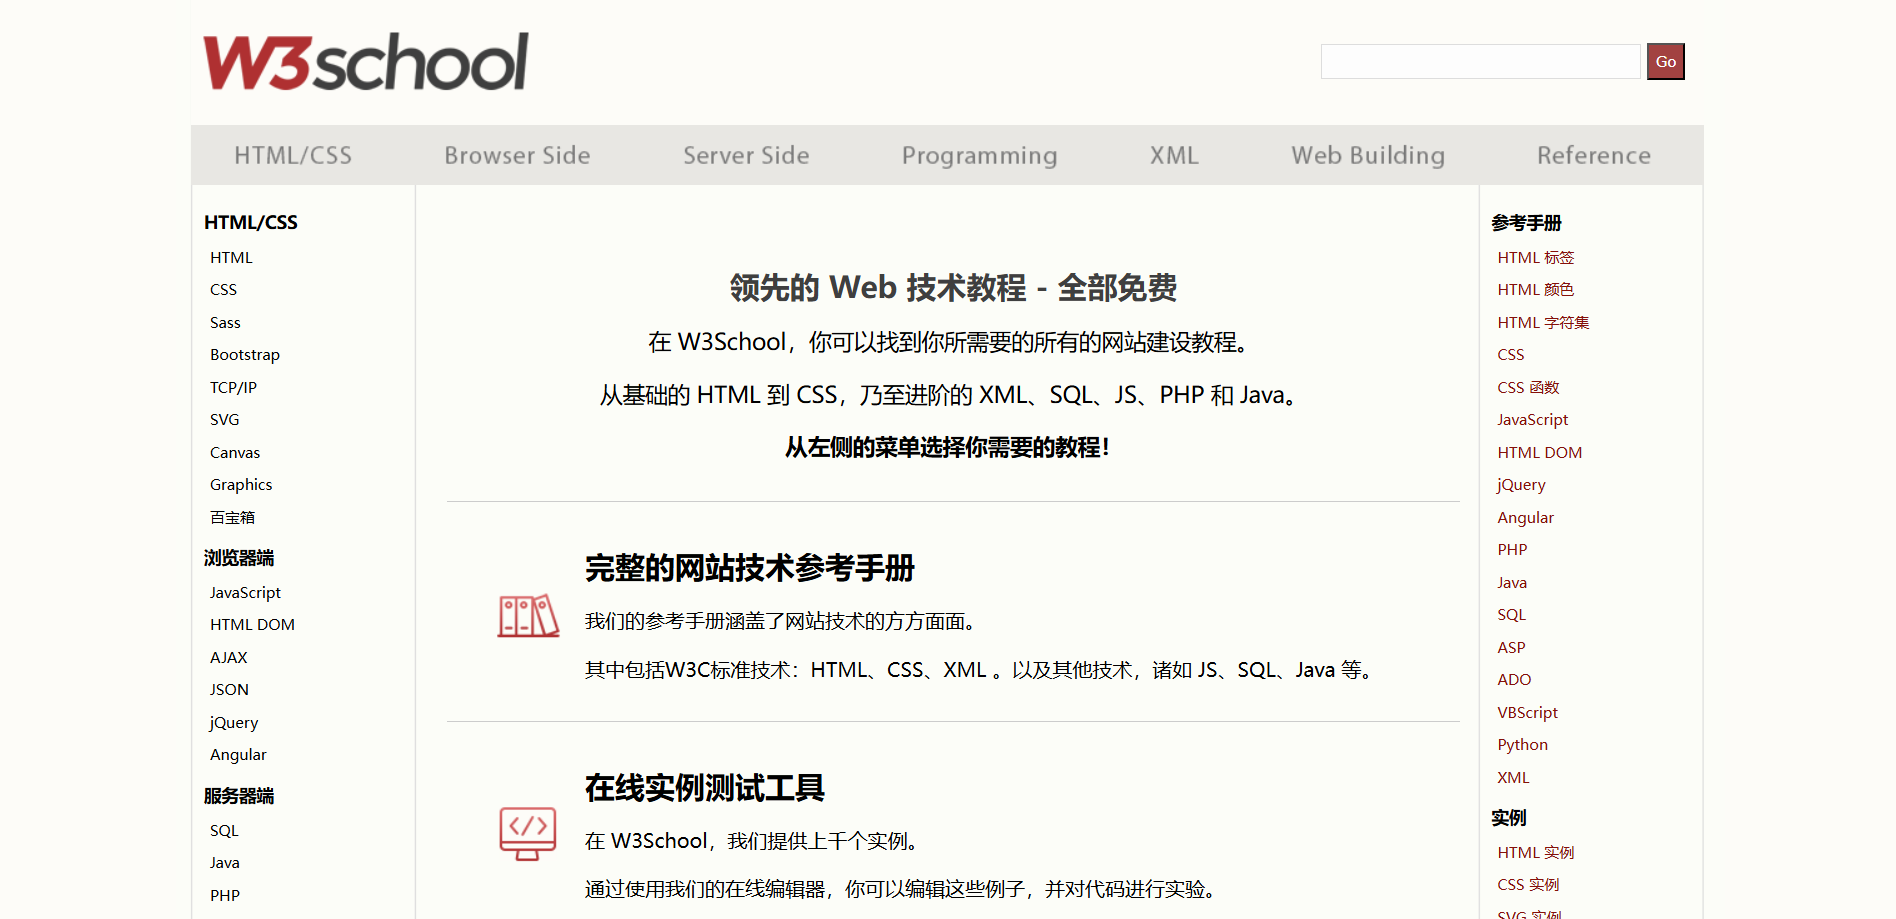 W3school
Go
HTML/CSS Browser Side Server Side Programming XML Web Building Reference
HTML/CSS
HTML
CSS
Sass
Bootstrap
TCP/IP
SVG
Canvas
Graphics
百宝箱
浏览器端
JavaScript
HTML DOM
AJAX
JSON
jQuery
Angular
服务器端
SQL
Java
PHP
领先的 Web 技术教程 - 全部免费
在 W3School，你可以找到你所需要的所有的网站建设教程。
从基础的 HTML 到 CSS，乃至进阶的 XML、SQL、JS、PHP 和 Java。
从左侧的菜单选择你需要的教程！
完整的网站技术参考手册
我们的参考手册涵盖了网站技术的方方面面。
其中包括W3C标准技术：HTML、CSS、XML 。以及其他技术，诸如 JS、SQL、Java 等。
在线实例测试工具
在 W3School，我们提供上千个实例。
通过使用我们的在线编辑器，你可以编辑这些例子，并对代码进行实验。
参考手册
HTML 标签
HTML 颜色
HTML 字符集
CSS
CSS 函数
JavaScript
HTML DOM
jQuery
Angular
PHP
Java
SQL
ASP
ADO
VBScript
Python
XML
实例
HTML 实例
CSS 实例
SVG 实例